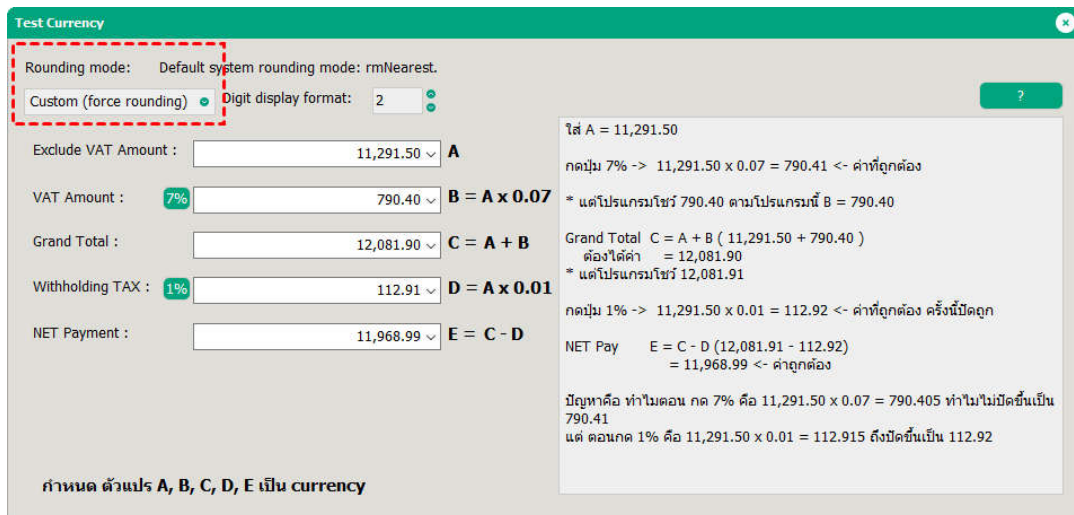 Test Currency
Rounding mode: Default system rounding mode: rmNearest.
Custom (force rounding) Digit display format: 2
?
Exclude VAT Amount : 11,291.50 A
VAT Amount : 7% 790.40 B = A x 0.07
Grand Total : 12,081.90 C = A + B
Withholding TAX : 1% 112.91 D = A x 0.01
NET Payment : 11,968.99 E = C - D
ใส่ A = 11,291.50
กดปุ่ม 7% -> 11,291.50 x 0.07 = 790.41 <- ค่าที่ถูกต้อง
* แต่โปรแกรมโชว์ 790.40 ตามโปรแกรมนี้ B = 790.40
Grand Total C = A + B ( 11,291.50 + 790.40 )
ต้องได้ค่า = 12,081.90
* แต่โปรแกรมโชว์ 12,081.91
กดปุ่ม 1% -> 11,291.50 x 0.01 = 112.92 <- ค่าที่ถูกต้อง ครั้งนี้ปัดถูก
NET Pay E = C - D (12,081.91 - 112.92)
= 11,968.99 <- ค่าถูกต้อง
ปัญหาคือ ทำไมตอน กด 7% คือ 11,291.50 x 0.07 = 790.405 ทำไมไม่ปัดขึ้นเป็น
790.41
แต่ ตอนกด 1% คือ 11,291.50 x 0.01 = 112.915 ถึงปัดขึ้นเป็น 112.92
กำหนด ตัวแปร A, B, C, D, E เป็น currency